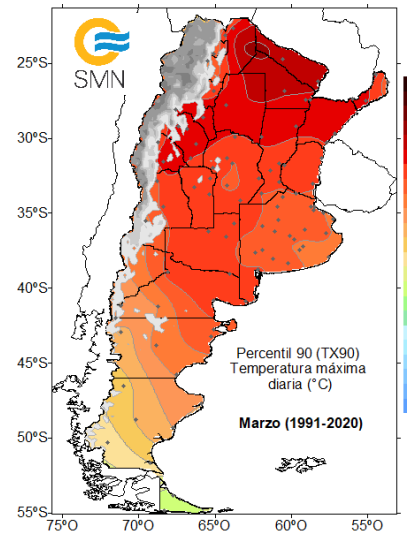 SMN
25°S
30°S
35°S
40°S
45°S
50°S
55°S
75°O
70°O
65°O
60°O
55°O
Percentil 90 (TX90)
Temperatura máxima
diaria (°C)
Marzo (1991-2020)